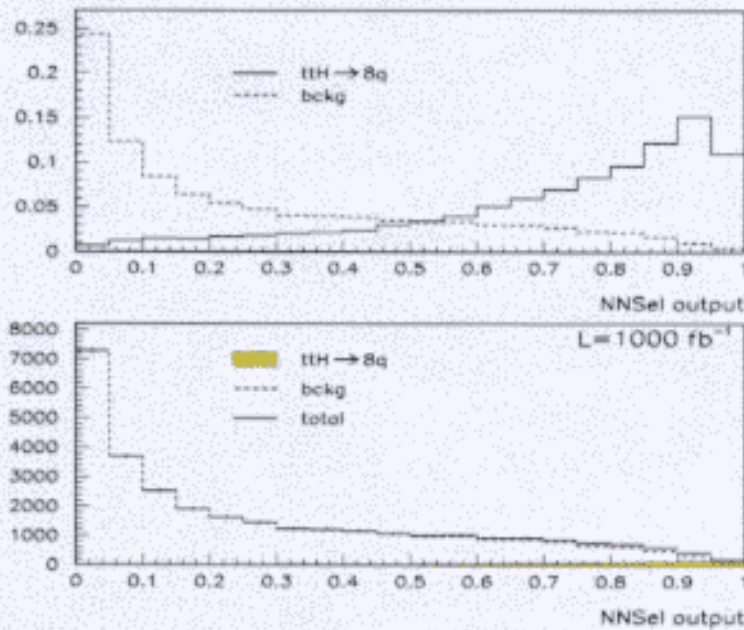 0.25
0.2
0.15
0.1
0.05
0
ttH → 8q
bckg
0 0.1 0.2 0.3 0.4 0.5 0.6 0.7 0.8 0.9 1
NNSel output
8000
7000
6000
5000
4000
3000
2000
1000
0
L=1000 fb⁻¹
ttH → 8q
bckg
total
0 0.1 0.2 0.3 0.4 0.5 0.6 0.7 0.8 0.9 1
NNSel output